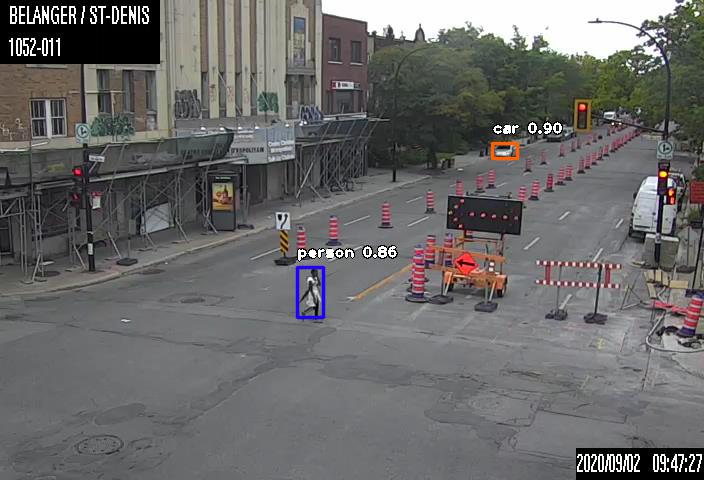 BELANGER / ST-DENIS
1052-011
car 0.90
person 0.86
2020/09/02 09:47:27